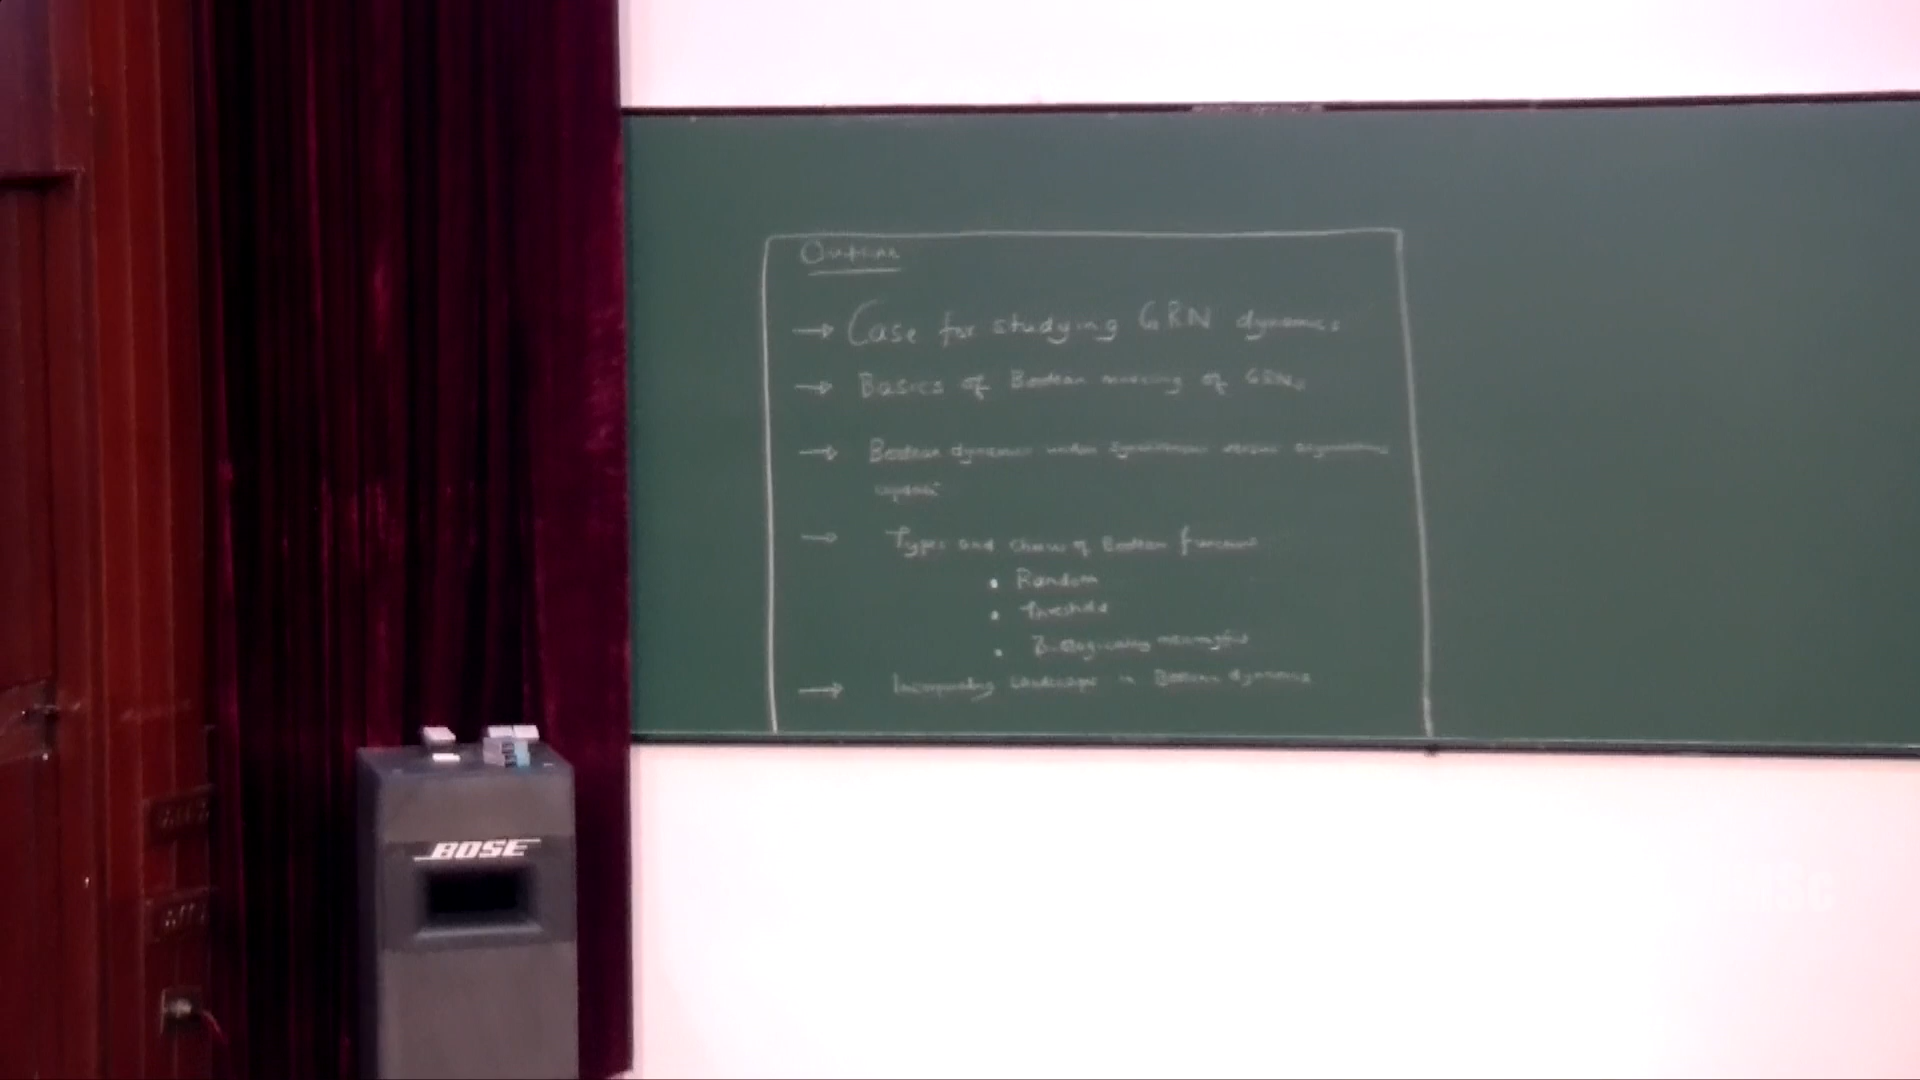 Outline
→ Case for studying GRN dynamics
→ Basics of Boolean modeling of GRNs
→ Boolean dynamics under synchronous versus asynchronous
update
→ Types and choice of Boolean functions
• Random
• Threshold
• Biologically meaningful
→ Incorporating Landscape in Boolean dynamics
BOSE